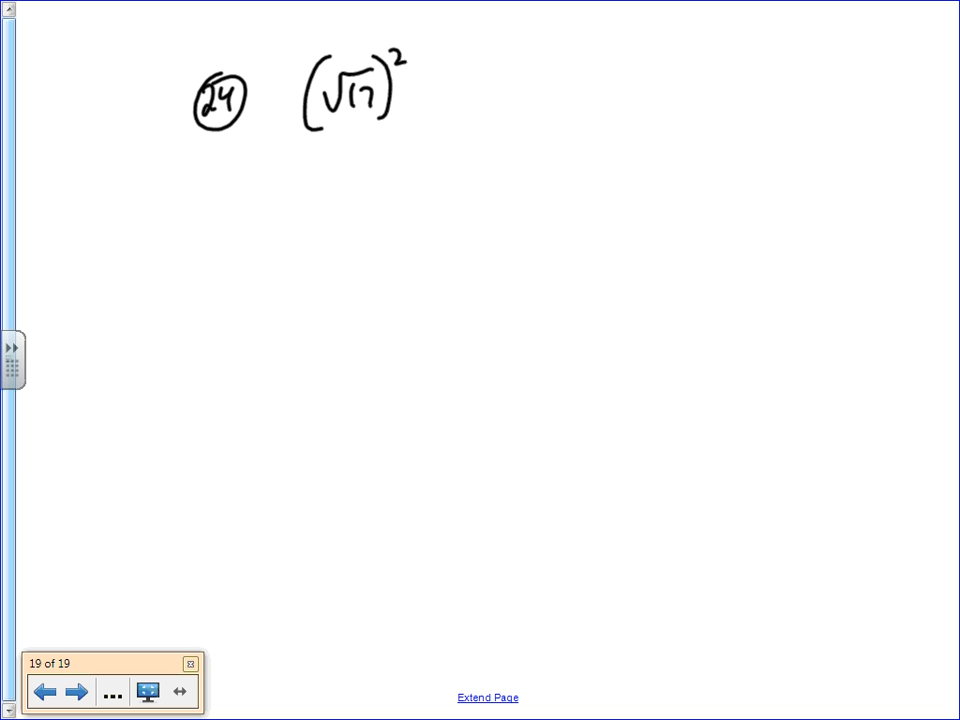 24 (√17)²
19 of 19
...
Extend Page